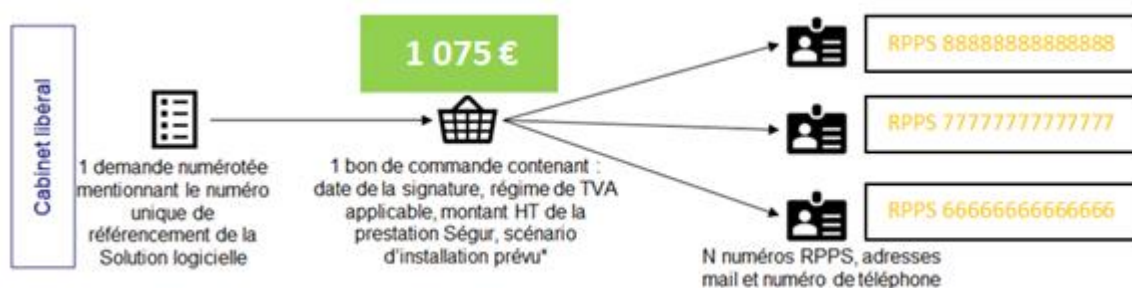 Cabinet libéral
1 demande numérotée
mentionnant le numéro
unique de
référencement de la
Solution logicielle
1 075 €
1 bon de commande contenant :
date de la signature, régime de TVA
applicable, montant HT de la
prestation Ségur, scénario
d'installation prévu*
RPPS 88888888888888
RPPS 77777777777777
RPPS 66666666666666
N numéros RPPS, adresses
mail et numéro de téléphone